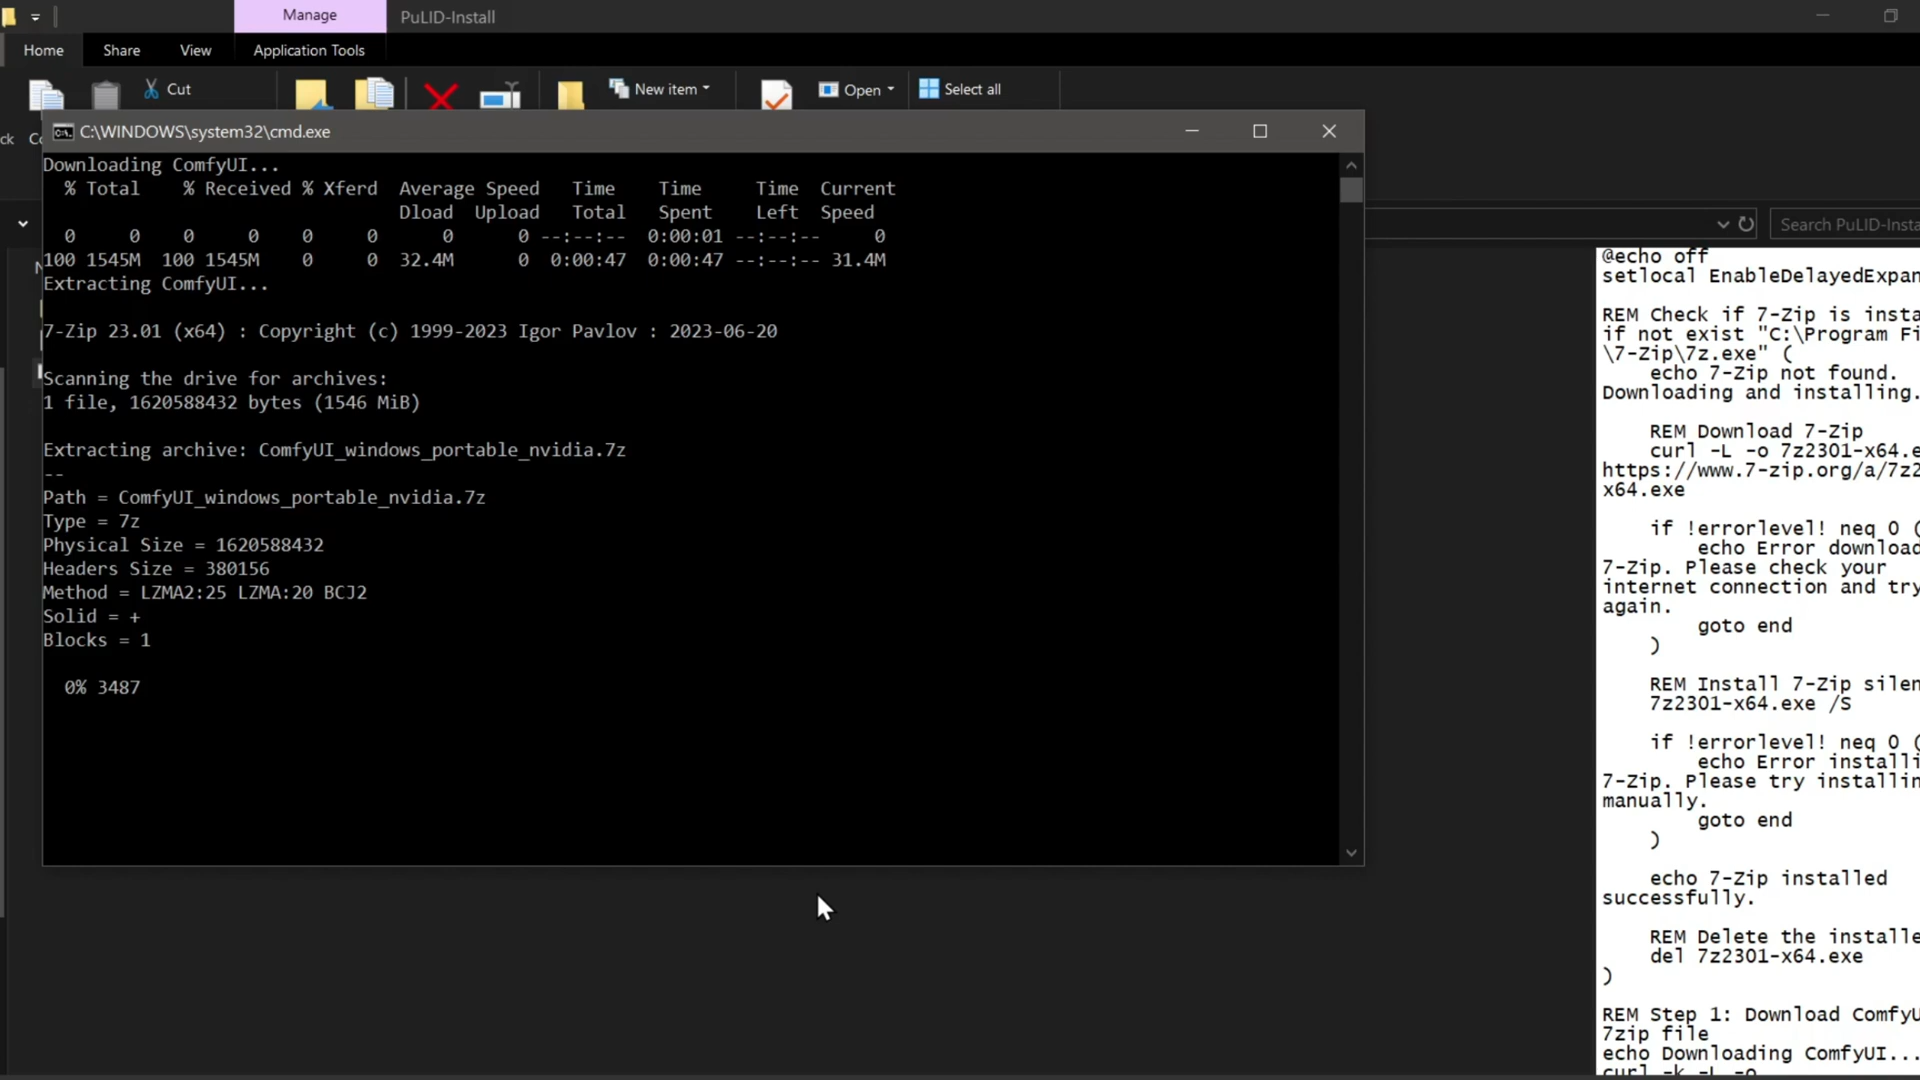 Manage
PuLID-Install
Home
Share
View
Application Tools
Cut
New item
Open
Select all
C:\WINDOWS\system32\cmd.exe
Downloading ComfyUI...
% Total    % Received % Xferd  Average Speed   Time    Time     Time  Current
Dload  Upload   Total   Spent    Left  Speed
0     0    0     0    0     0      0      0 --:--:--  0:00:01 --:--:--     0
100 1545M  100 1545M    0     0  32.4M      0  0:00:47  0:00:47 --:--:-- 31.4M
Extracting ComfyUI...
7-Zip 23.01 (x64) : Copyright (c) 1999-2023 Igor Pavlov : 2023-06-20
Scanning the drive for archives:
1 file, 1620588432 bytes (1546 MiB)
Extracting archive: ComfyUI_windows_portable_nvidia.7z
--
Path = ComfyUI_windows_portable_nvidia.7z
Type = 7z
Physical Size = 1620588432
Headers Size = 380156
Method = LZMA2:25 LZMA:20 BCJ2
Solid = +
Blocks = 1
0% 3487
Search PuLID-Insta
@echo off
setlocal EnableDelayedExpan
REM Check if 7-Zip is insta
if not exist "C:\Program Fi
\7-Zip\7z.exe" (
echo 7-Zip not found.
Downloading and installing.
REM Download 7-Zip
curl -L -o 7z2301-x64.e
https://www.7-zip.org/a/7z2
x64.exe
if !errorlevel! neq 0 (
echo Error download
7-Zip. Please check your
internet connection and try
again.
goto end
)
REM Install 7-Zip silen
7z2301-x64.exe /S
if !errorlevel! neq 0 (
echo Error installi
7-Zip. Please try installin
manually.
goto end
)
echo 7-Zip installed
successfully.
REM Delete the installe
del 7z2301-x64.exe
)
REM Step 1: Download ComfyU
7zip file
echo Downloading ComfyUI...
curl -k -L -o